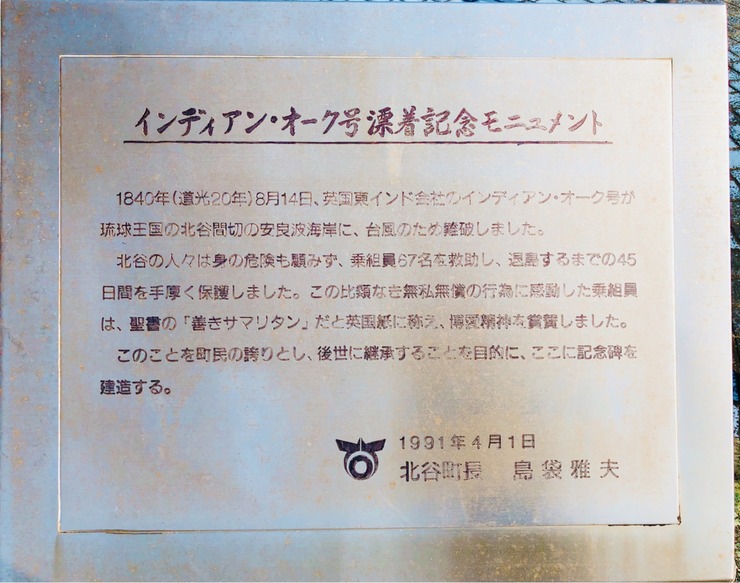 インディアン・オーク号漂着記念モニュメント
1840年(道光20年)8月14日、英国東インド会社のインディアン・オーク号が
琉球王国の北谷間切の安良波海岸に、台風のため難破しました。
北谷の人々は身の危険も顧みず、乗組員67名を救助し、退島するまでの45
日間を手厚く保護しました。この比類なき無私無償の行為に感動した乗組員
は、聖書の「善きサマリタン」だと英国紙に称え、博愛精神を賞賛しました。
このことを町民の誇りとし、後世に継承することを目的に、ここに記念碑を
建造する。
1991年4月1日
北谷町長 島袋雅夫